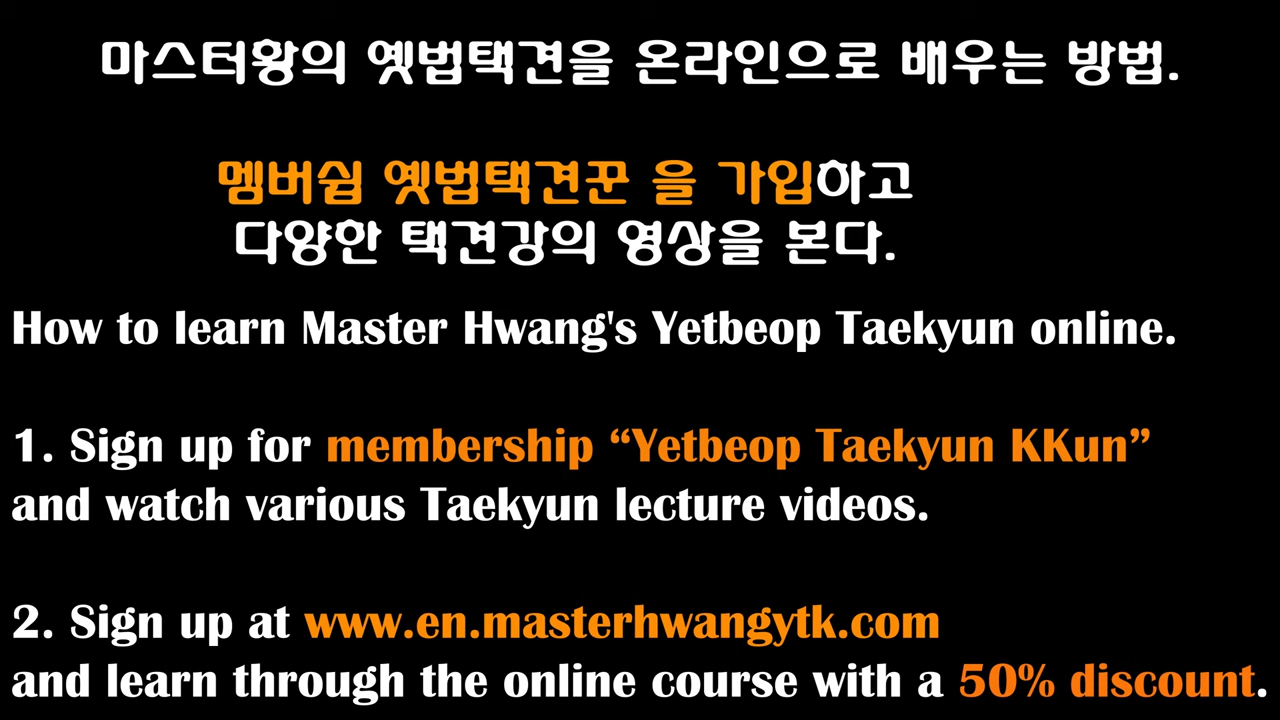 마스터황의 옛법택견을 온라인으로 배우는 방법.
멤버쉽 옛법택견꾼 을 가입하고
다양한 택견강의 영상을 본다.
How to learn Master Hwang's Yetbeop Taekyun online.
1. Sign up for membership “Yetbeop Taekyun KKun”
and watch various Taekyun lecture videos.
2. Sign up at www.en.masterhwangytk.com
and learn through the online course with a 50% discount.